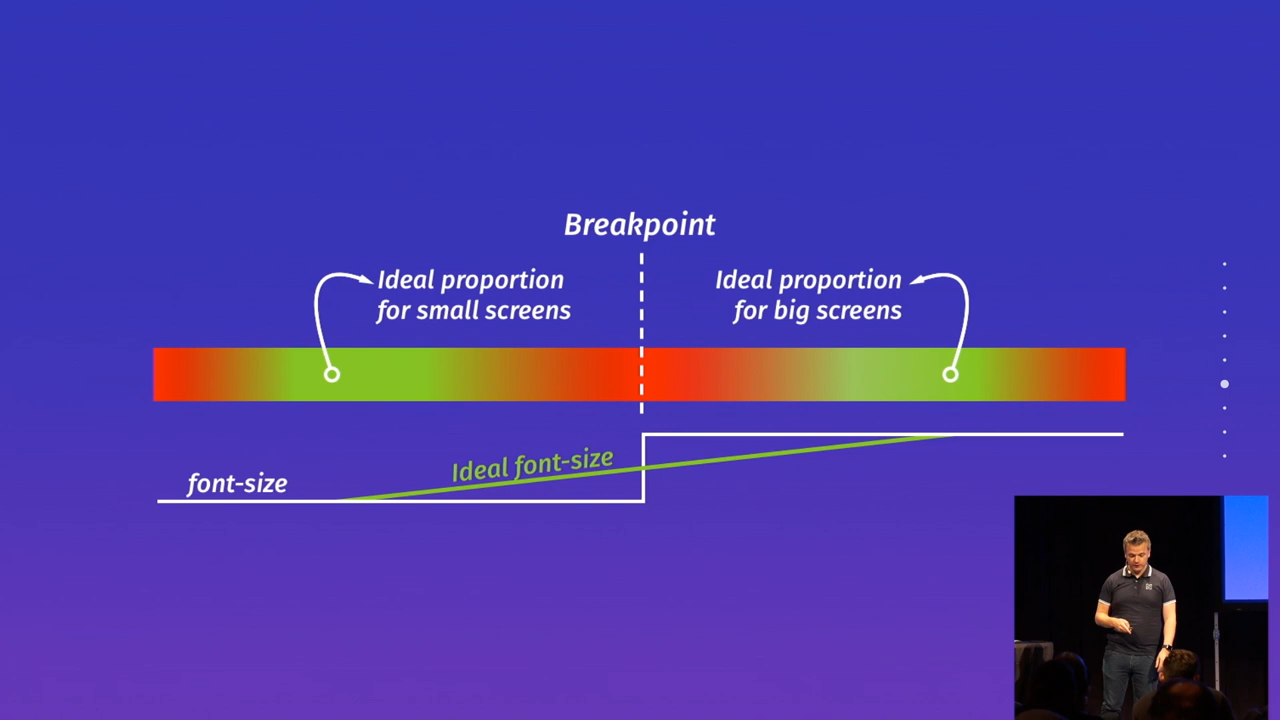 Breakpoint
Ideal proportion
for small screens
Ideal proportion
for big screens
Ideal font-size
font-size